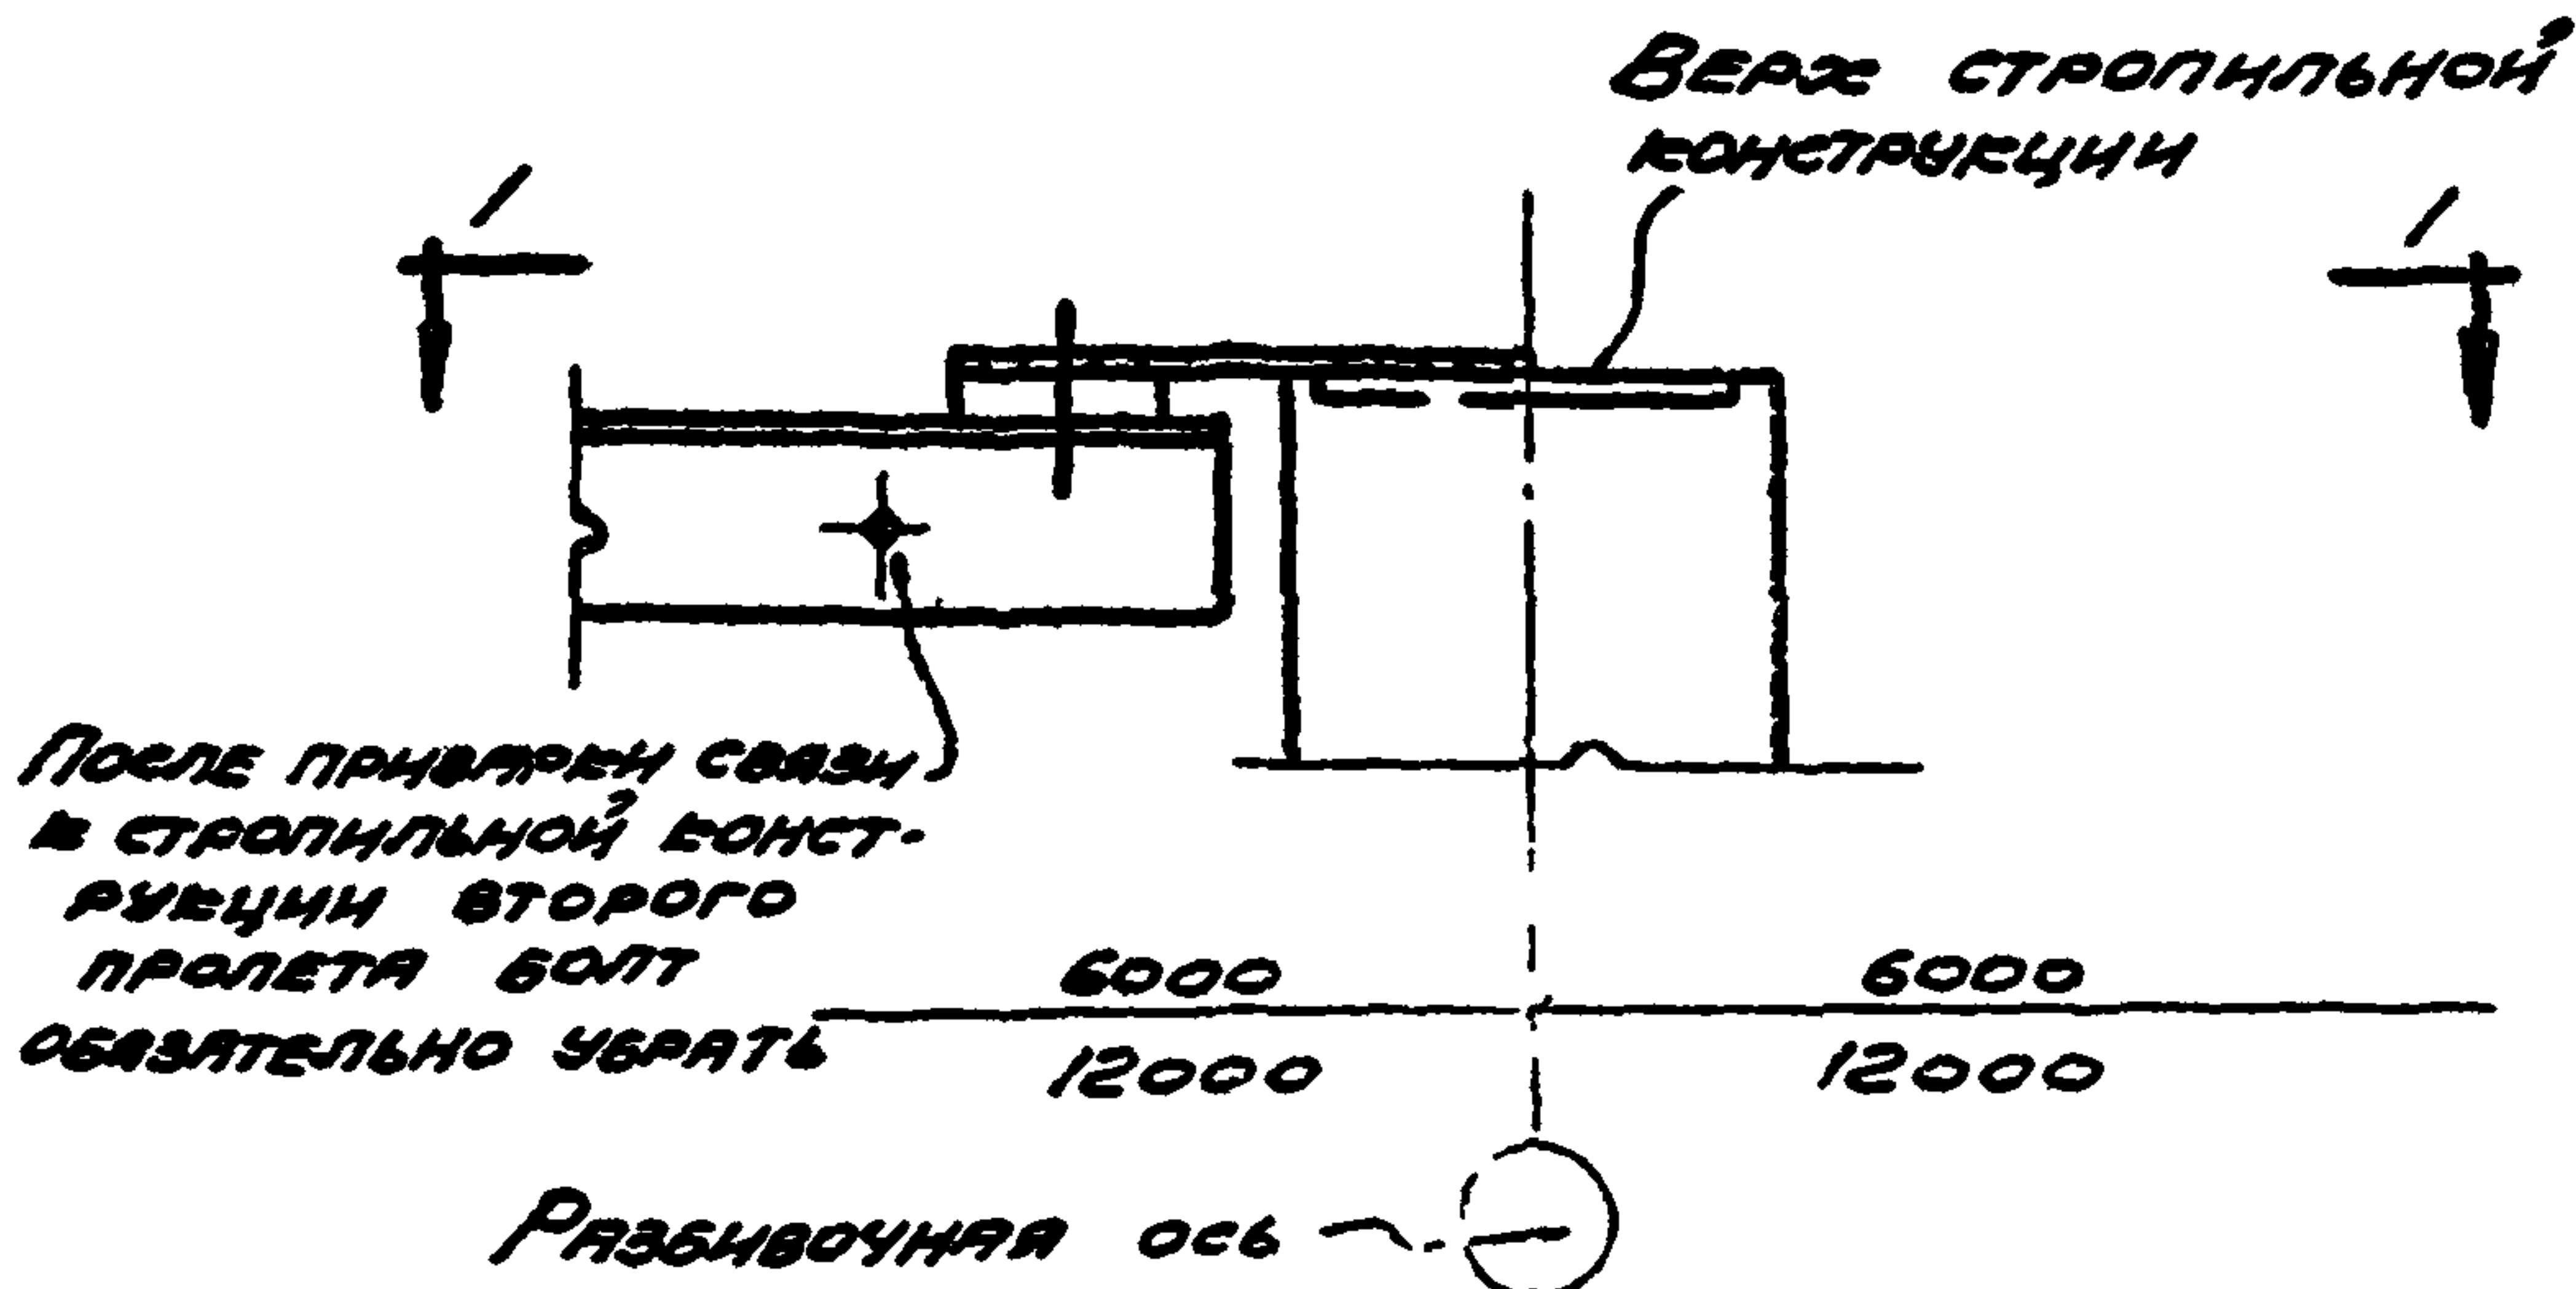 Верх стропильной
конструкции
1
1
После приварки связи
к стропильной конст-
рукции второго
пролета болт
обязательно убрать
6000
6000
12000
12000
Разбивочная ось